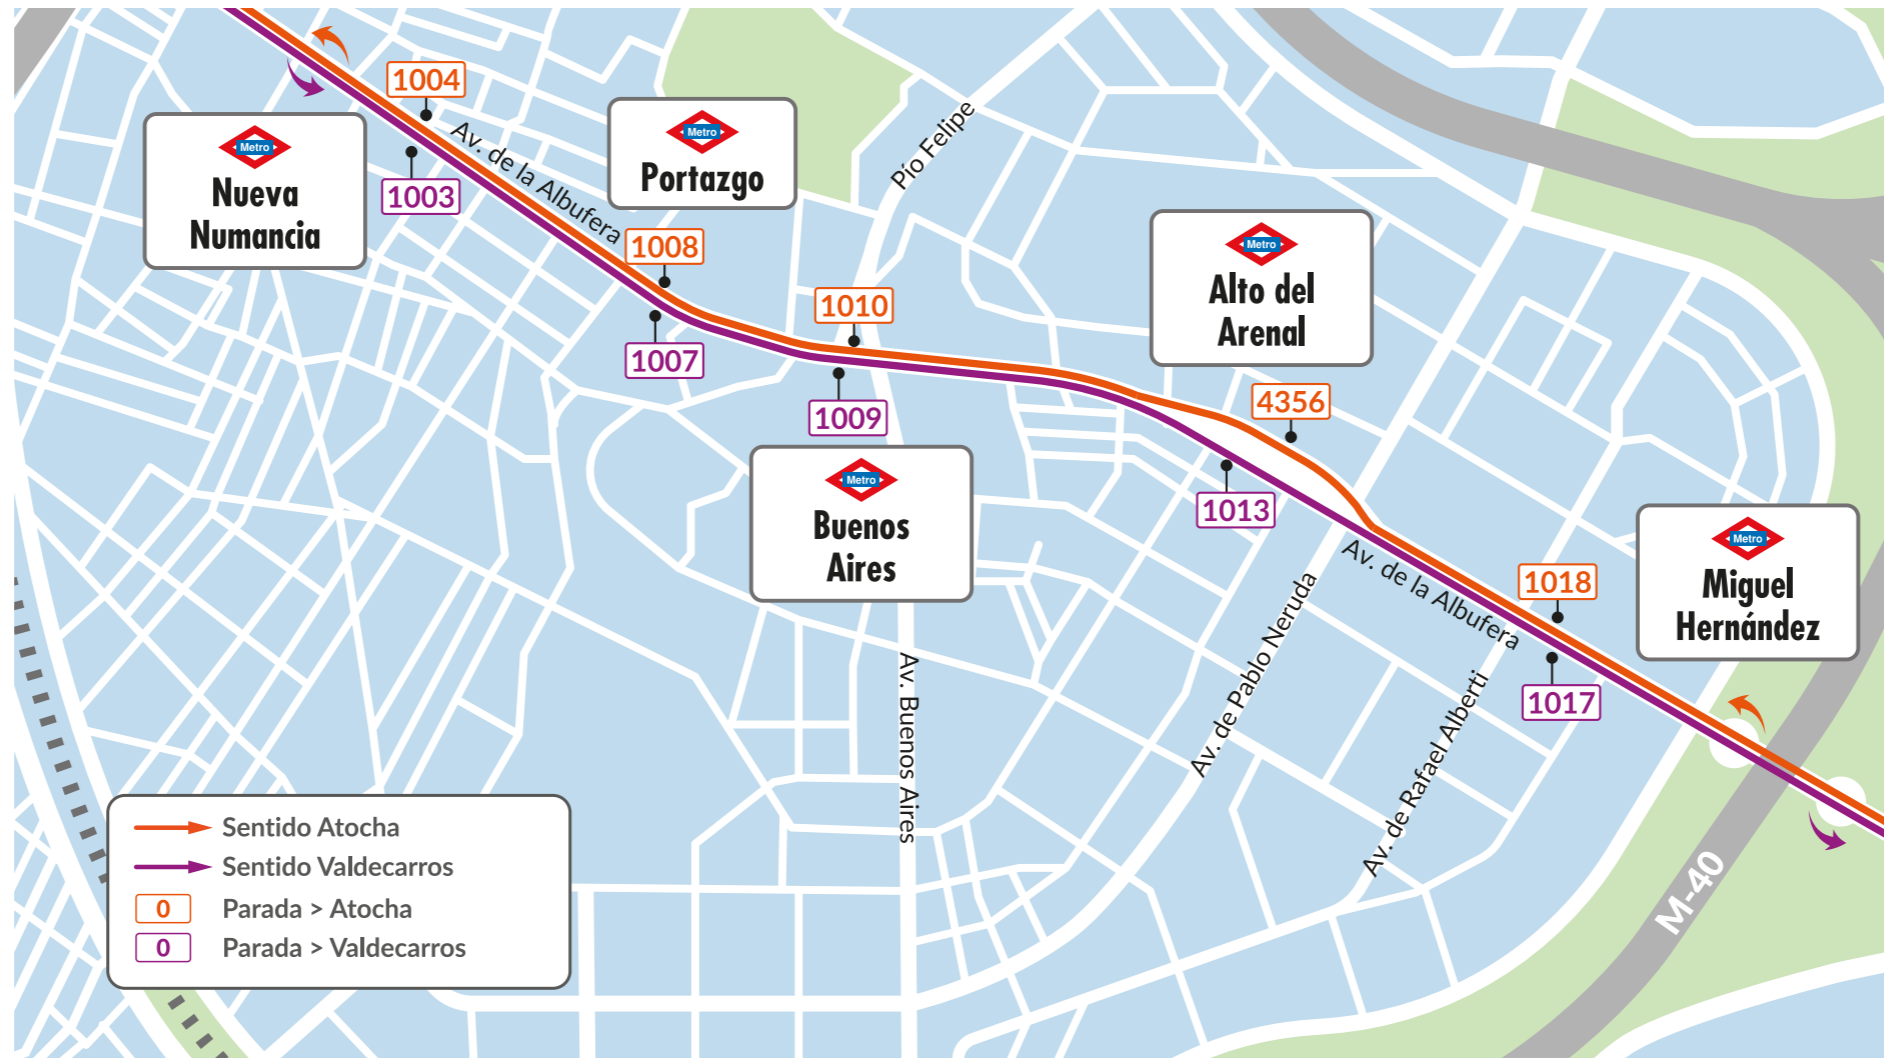 1004
Metro
Nueva
Numancia
1003
Av. de la Albufera
Metro
Portazgo
1008
1007
Pío Felipe
1010
1009
Metro
Buenos
Aires
Metro
Alto del
Arenal
4356
1013
Av. de la Albufera
1018
1017
Metro
Miguel
Hernández
Av. Buenos Aires
Av. de Pablo Neruda
Av. de Rafael Alberti
M-40
Sentido Atocha
Sentido Valdecarros
0 Parada > Atocha
0 Parada > Valdecarros